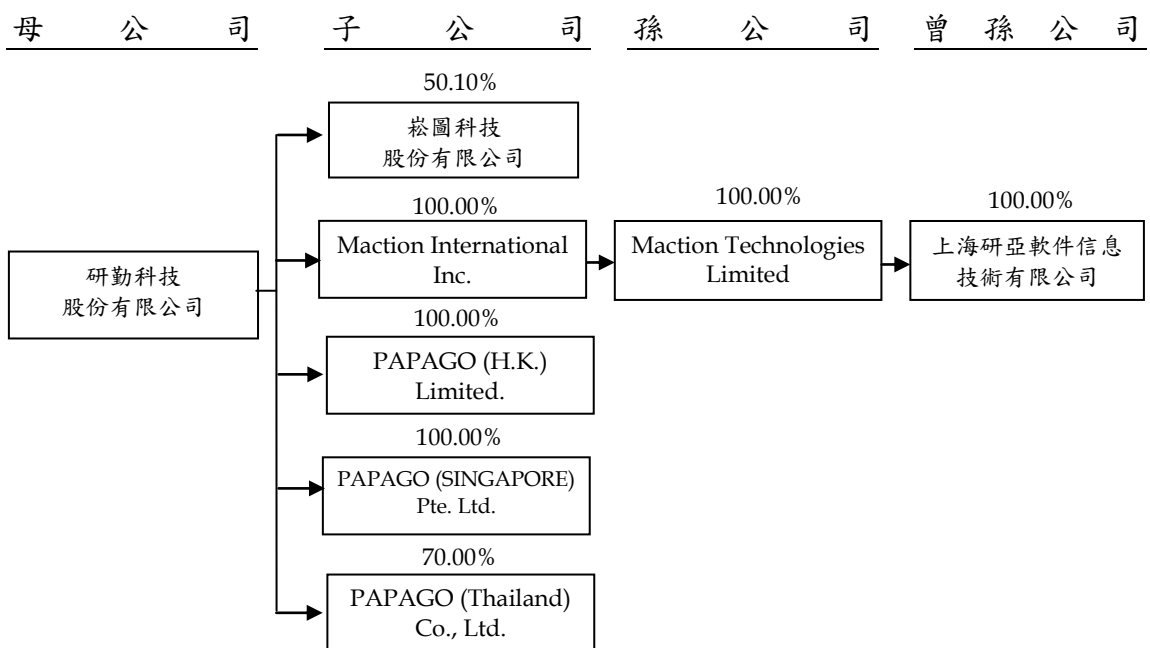 母公司 子公司 孫公司 曾孫公司
50.10%
崧圖科技
股份有限公司
100.00%
Maction International
Inc.
100.00%
Maction Technologies
Limited
100.00%
上海研亞軟件信息
技術有限公司
研勤科技
股份有限公司
100.00%
PAPAGO (H.K.)
Limited.
100.00%
PAPAGO (SINGAPORE)
Pte. Ltd.
70.00%
PAPAGO (Thailand)
Co., Ltd.